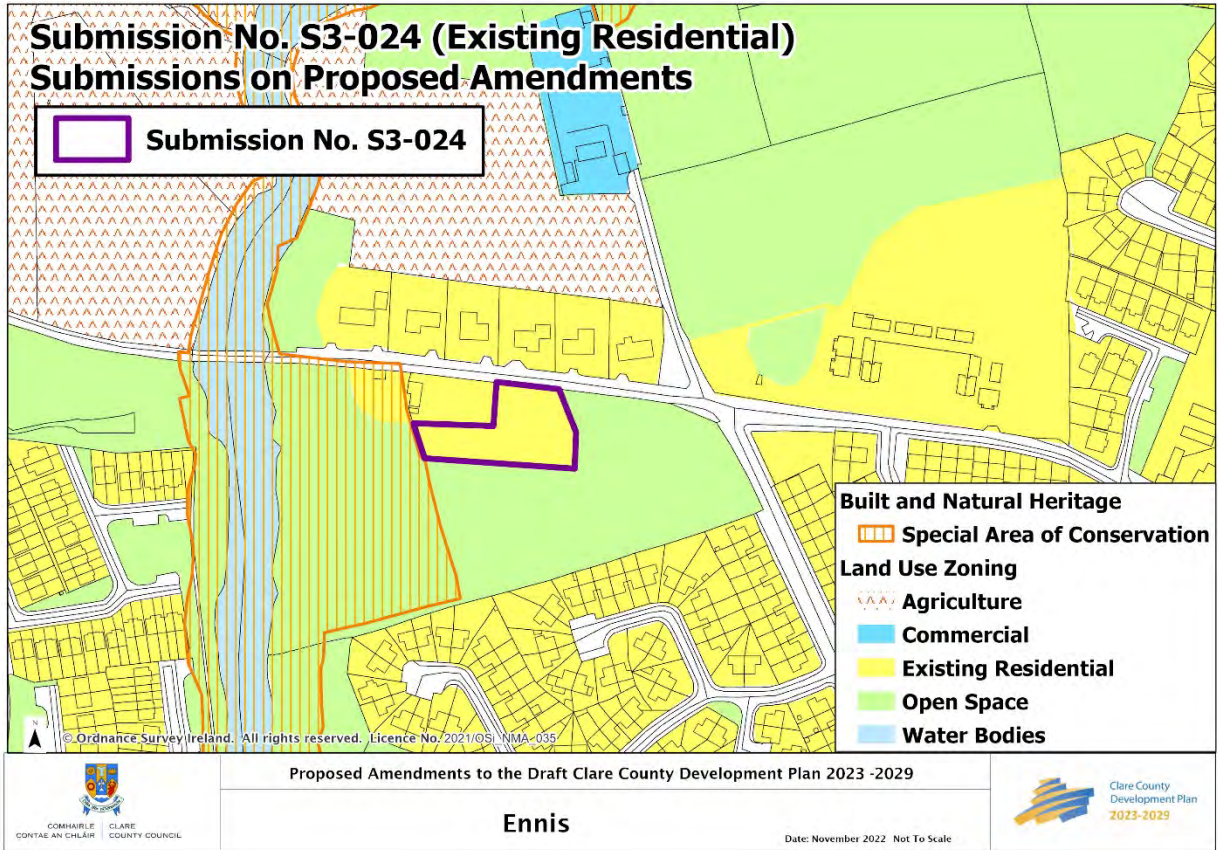 Submission No. S3-024 (Existing Residential)
Submissions on Proposed Amendments
Submission No. S3-024
Built and Natural Heritage
Special Area of Conservation
Land Use Zoning
Agriculture
Commercial
Existing Residential
Open Space
Water Bodies
N
© Ordnance Survey Ireland. All rights reserved. Licence No. 2021/OSi_NMA_035
COMHAIRLE CLARE
CONTAE AN CHLÁIR COUNTY COUNCIL
Proposed Amendments to the Draft Clare County Development Plan 2023 -2029
Ennis
Date: November 2022 Not To Scale
Clare County
Development Plan
2023-2029